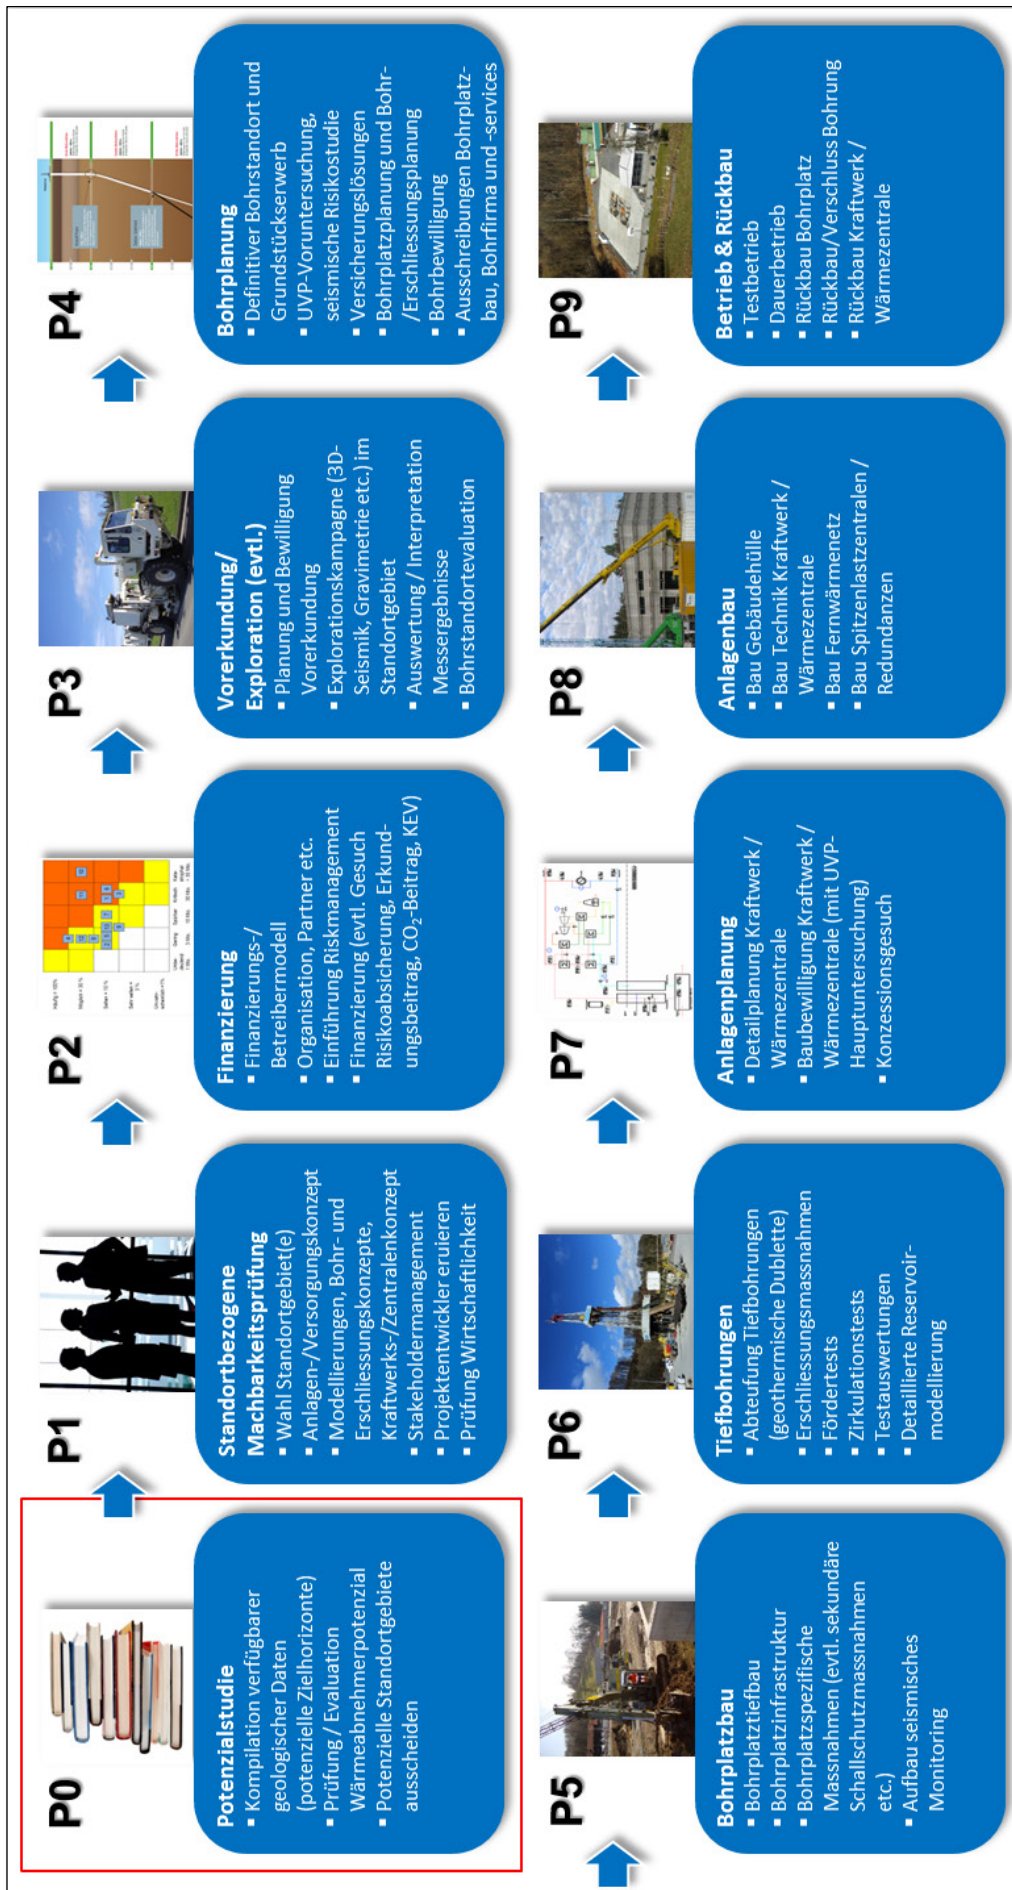 P0
Potenzialstudie
▪ Kompilation verfügbarer
geologischer Daten
(potenzielle Zielhorizonte)
▪ Prüfung / Evaluation
Wärmeabnehmerpotenzial
▪ Potenzielle Standortgebiete
ausscheiden
P1
Standortbezogene
Machbarkeitsprüfung
▪ Wahl Standortgebiet(e)
▪ Anlagen-/Versorgungskonzept
▪ Modellierungen, Bohr- und
Erschliessungskonzepte,
Kraftwerks-/Zentralenkonzept
▪ Stakeholdermanagement
▪ Projektentwickler eruieren
▪ Prüfung Wirtschaftlichkeit
P2
Finanzierung
▪ Finanzierungs-/
Betreibermodell
▪ Organisation, Partner etc.
▪ Einführung Riskmanagement
▪ Finanzierung (evtl. Gesuch
Risikoabsicherung, Erkund-
ungsbeitrag, CO₂-Beitrag, KEV)
P3
Vorerkundung/
Exploration (evtl.)
▪ Planung und Bewilligung
Vorerkundung
▪ Explorationskampagne (3D-
Seismik, Gravimetrie etc.) im
Standortgebiet
▪ Auswertung / Interpretation
Messergebnisse
▪ Bohrstandortevaluation
P4
Bohrplanung
▪ Definitiver Bohrstandort und
Grundstückserwerb
▪ UVP-Voruntersuchung,
seismische Risikostudie
▪ Versicherungslösungen
▪ Bohrplatzplanung und Bohr-
/Erschliessungsplanung
▪ Bohrbewilligung
▪ Ausschreibungen Bohrplatz-
bau, Bohrfirma und -services
P5
Bohrplatzbau
▪ Bohrplatztiefbau
▪ Bohrplatzinfrastruktur
▪ Bohrplatzspezifische
Massnahmen (evtl. sekundäre
Schallschutzmassnahmen
etc.)
▪ Aufbau seismisches
Monitoring
P6
Tiefbohrungen
▪ Abteufung Tiefbohrungen
(geothermische Dublette)
▪ Erschliessungsmassnahmen
▪ Fördertests
▪ Zirkulationstests
▪ Testauswertungen
▪ Detaillierte Reservoir-
modellierung
P7
Anlagenplanung
▪ Detailplanung Kraftwerk /
Wärmezentrale
▪ Baubewilligung Kraftwerk /
Wärmezentrale (mit UVP-
Hauptuntersuchung)
▪ Konzessionsgesuch
P8
Anlagenbau
▪ Bau Gebäudehülle
▪ Bau Technik Kraftwerk /
Wärmezentrale
▪ Bau Fernwärmenetz
▪ Bau Spitzenlastzentralen /
Redundanzen
P9
Betrieb & Rückbau
▪ Testbetrieb
▪ Dauerbetrieb
▪ Rückbau Bohrplatz
▪ Rückbau/Verschluss Bohrung
▪ Rückbau Kraftwerk /
Wärmezentrale